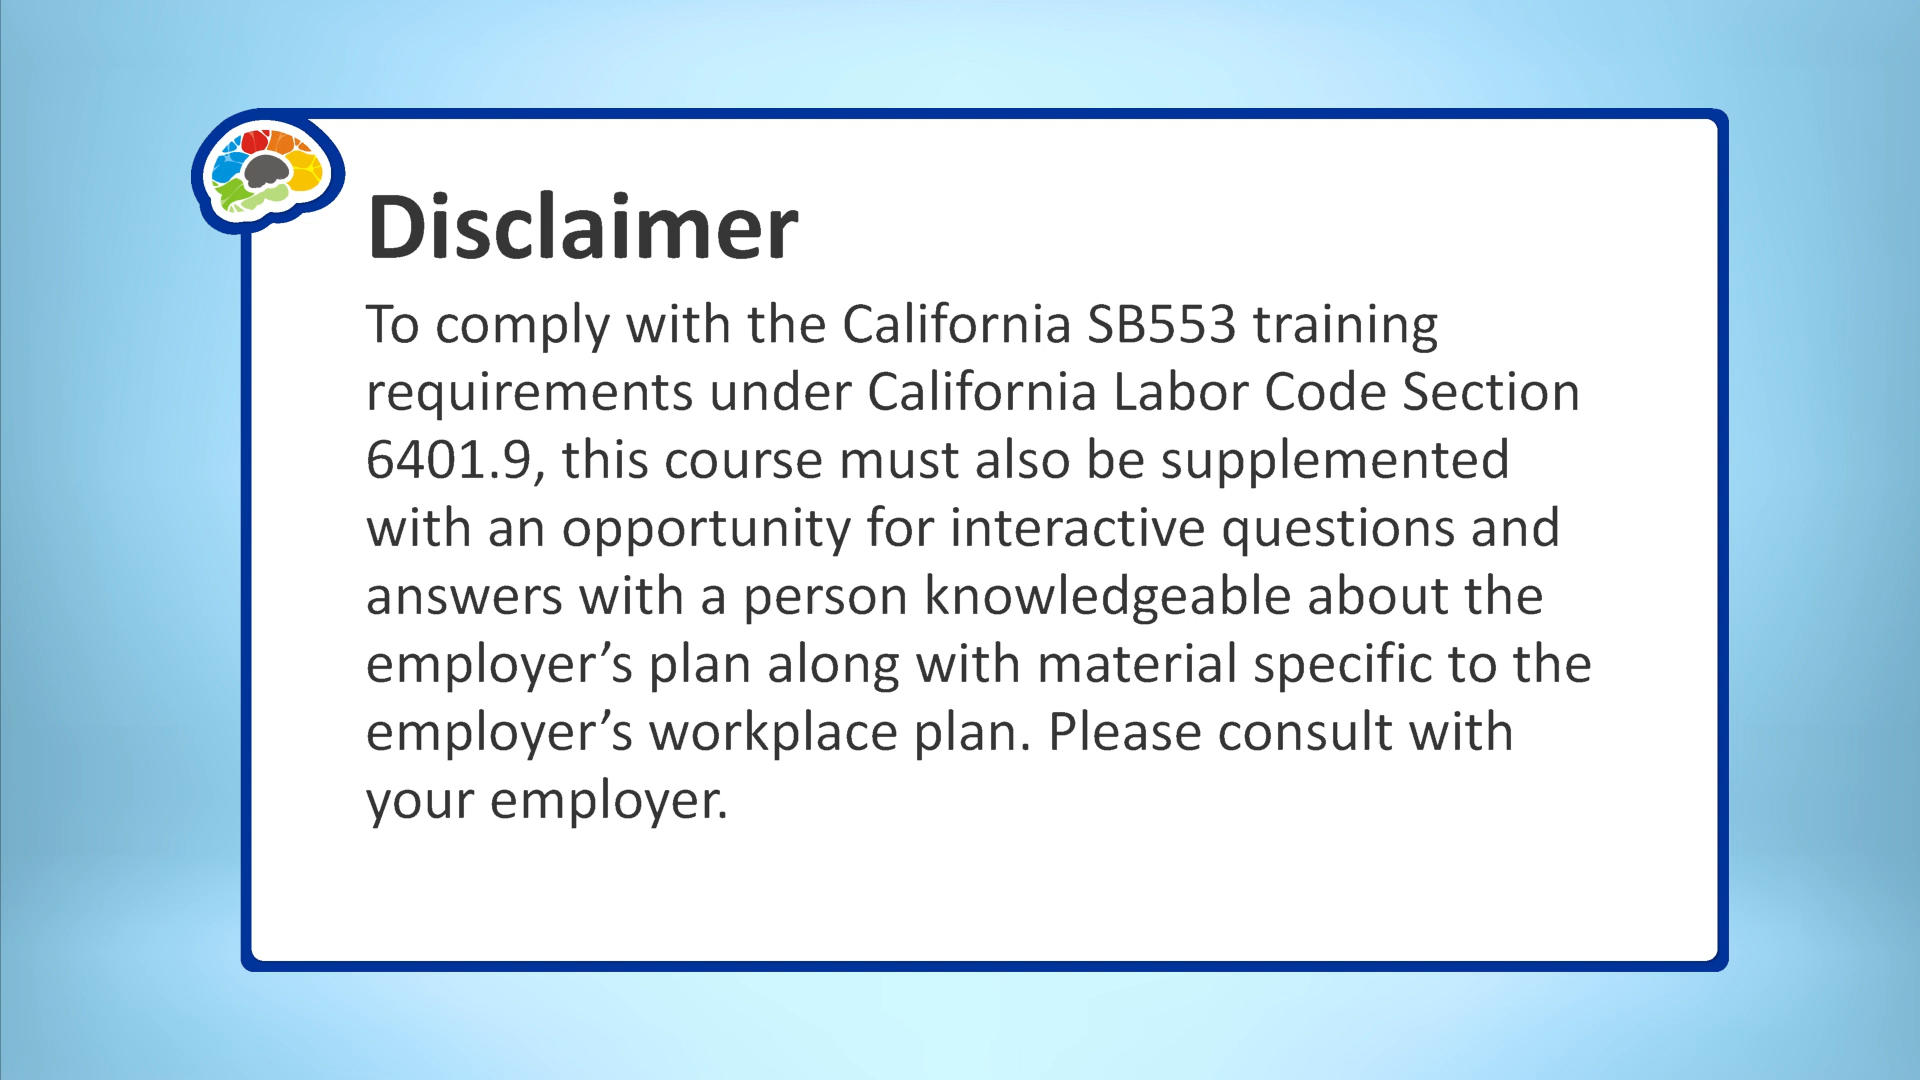 Disclaimer
To comply with the California SB553 training
requirements under California Labor Code Section
6401.9, this course must also be supplemented
with an opportunity for interactive questions and
answers with a person knowledgeable about the
employer’s plan along with material specific to the
employer’s workplace plan. Please consult with
your employer.